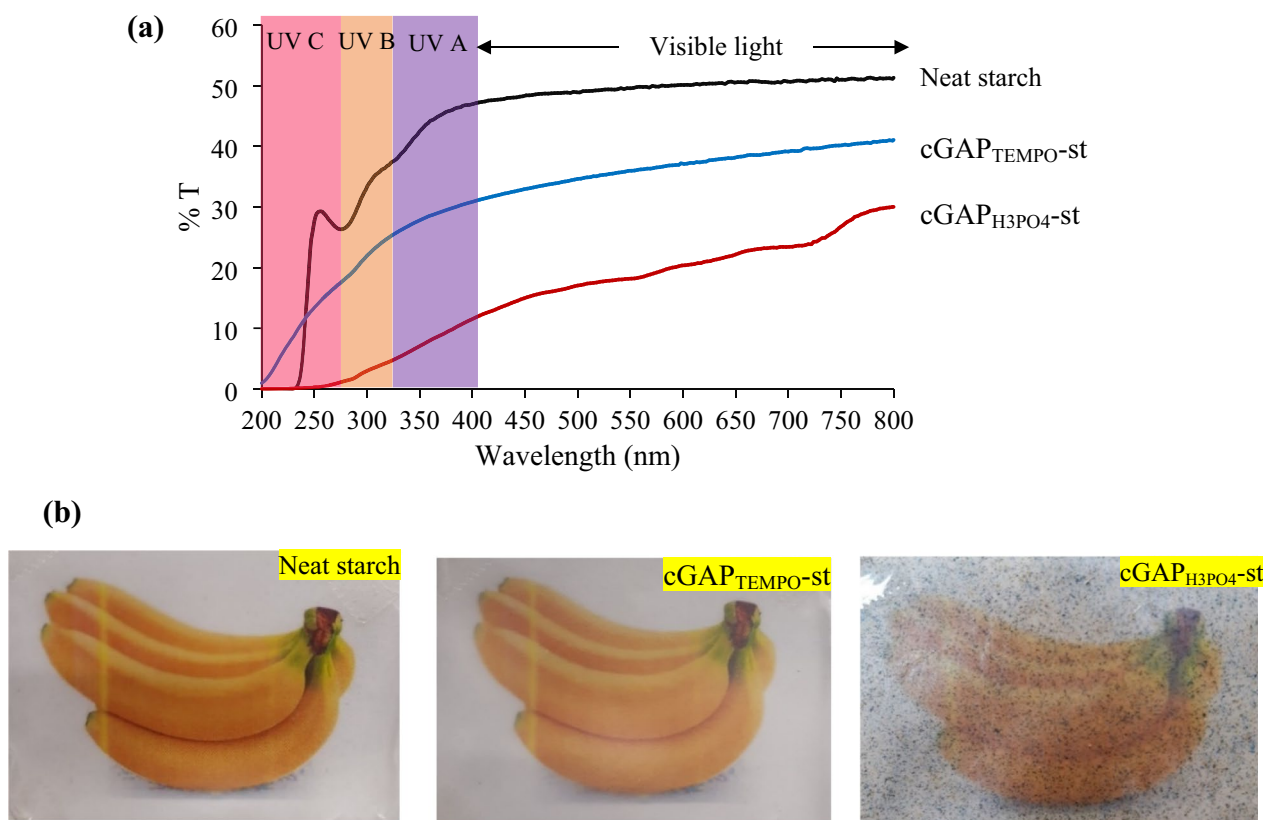 (a)
60
50
40
30
20
10
0
% T
UV C UV B UV A Visible light
Neat starch
cGAPTEMPO-st
cGAPH3PO4-st
200 250 300 350 400 450 500 550 600 650 700 750 800
Wavelength (nm)
(b)
Neat starch
cGAPTEMPO-st
cGAPH3PO4-st